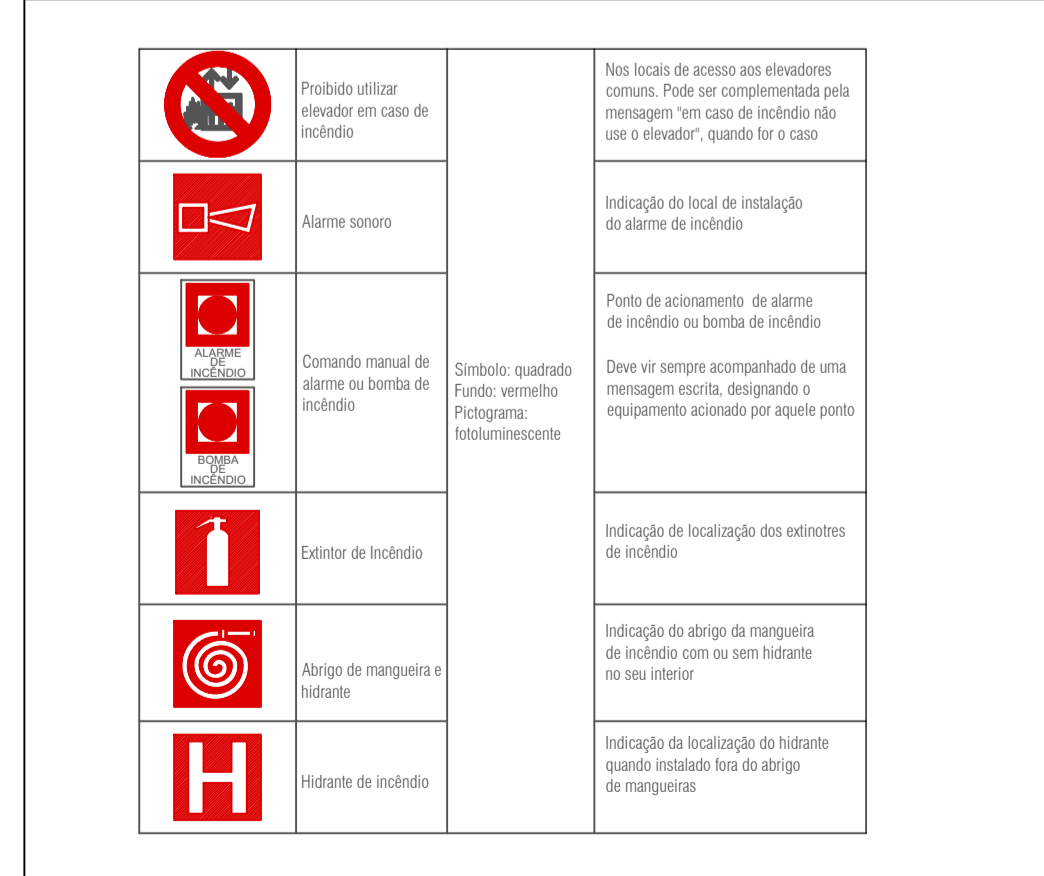 Proibido utilizar
elevador em caso de
incêndio
Nos locais de acesso aos elevadores
comuns. Pode ser complementada pela
mensagem "em caso de incêndio não
use o elevador", quando for o caso
Alarme sonoro
Indicação do local de instalação
do alarme de incêndio
ALARME
DE
INCÊNDIO
BOMBA
DE
INCÊNDIO
Comando manual de
alarme ou bomba de
incêndio
Símbolo: quadrado
Fundo: vermelho
Pictograma:
fotoluminescente
Ponto de acionamento de alarme
de incêndio ou bomba de incêndio
Deve vir sempre acompanhado de uma
mensagem escrita, designando o
equipamento acionado por aquele ponto
Extintor de Incêndio
Indicação de localização dos extinotres
de incêndio
Abrigo de mangueira e
hidrante
Indicação do abrigo da mangueira
de incêndio com ou sem hidrante
no seu interior
H
Hidrante de incêndio
Indicação da localização do hidrante
quando instalado fora do abrigo
de mangueiras